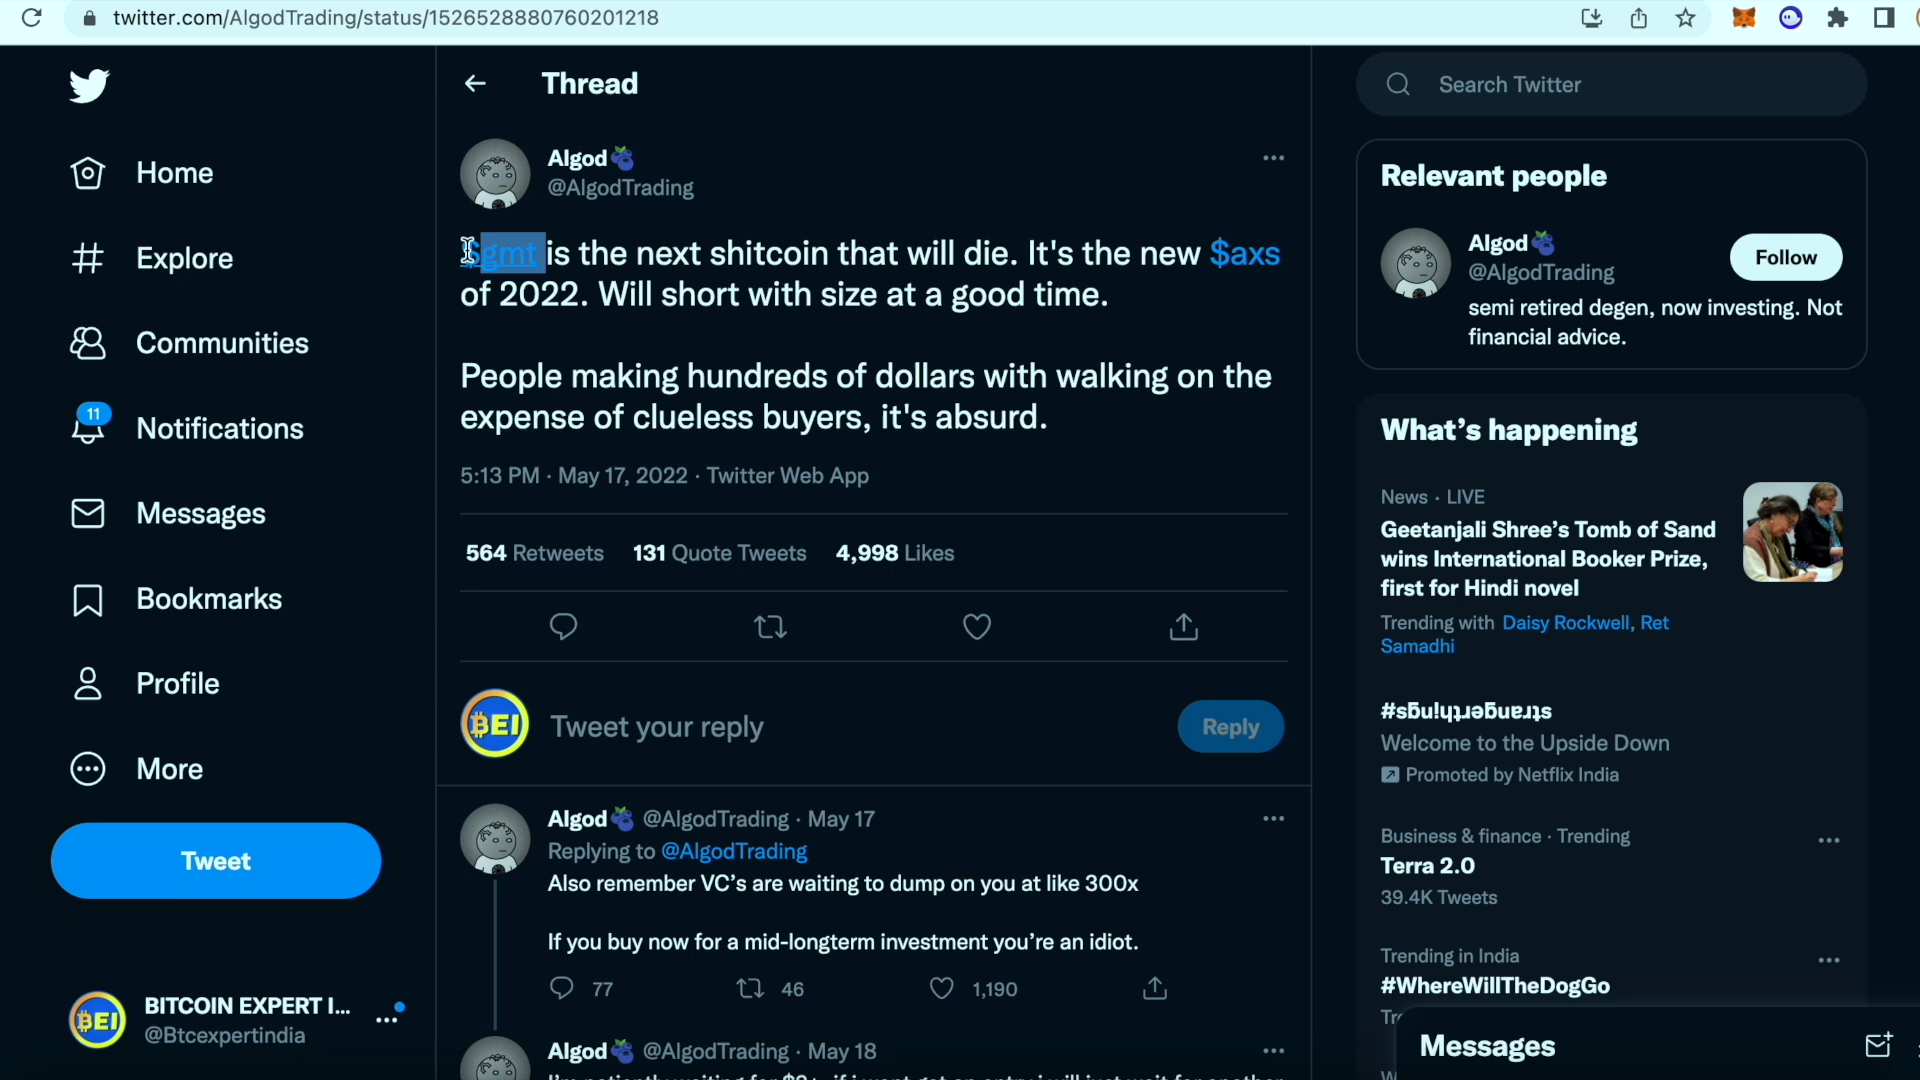 twitter.com/AlgodTrading/status/1526528880760201218
Home
Explore
Communities
11
Notifications
Messages
Bookmarks
Profile
More
Tweet
BEI
BITCOIN EXPERT I...
@Btcexpertindia
Thread
Algod
@AlgodTrading
$gmt is the next shitcoin that will die. It's the new $axs
of 2022. Will short with size at a good time.
People making hundreds of dollars with walking on the
expense of clueless buyers, it's absurd.
5:13 PM · May 17, 2022 · Twitter Web App
564 Retweets 131 Quote Tweets 4,998 Likes
BEI
Tweet your reply
Reply
Algod @AlgodTrading · May 17
Replying to @AlgodTrading
Also remember VC’s are waiting to dump on you at like 300x
If you buy now for a mid-longterm investment you’re an idiot.
77 46 1,190
Algod @AlgodTrading · May 18
Search Twitter
Relevant people
Algod
@AlgodTrading
Follow
semi retired degen, now investing. Not
financial advice.
What’s happening
News · LIVE
Geetanjali Shree’s Tomb of Sand
wins International Booker Prize,
first for Hindi novel
Trending with Daisy Rockwell, Ret
Samadhi
Welcome to the Upside Down
Promoted by Netflix India
Business & finance · Trending
Terra 2.0
39.4K Tweets
Trending in India
#WhereWillTheDogGo
Messages